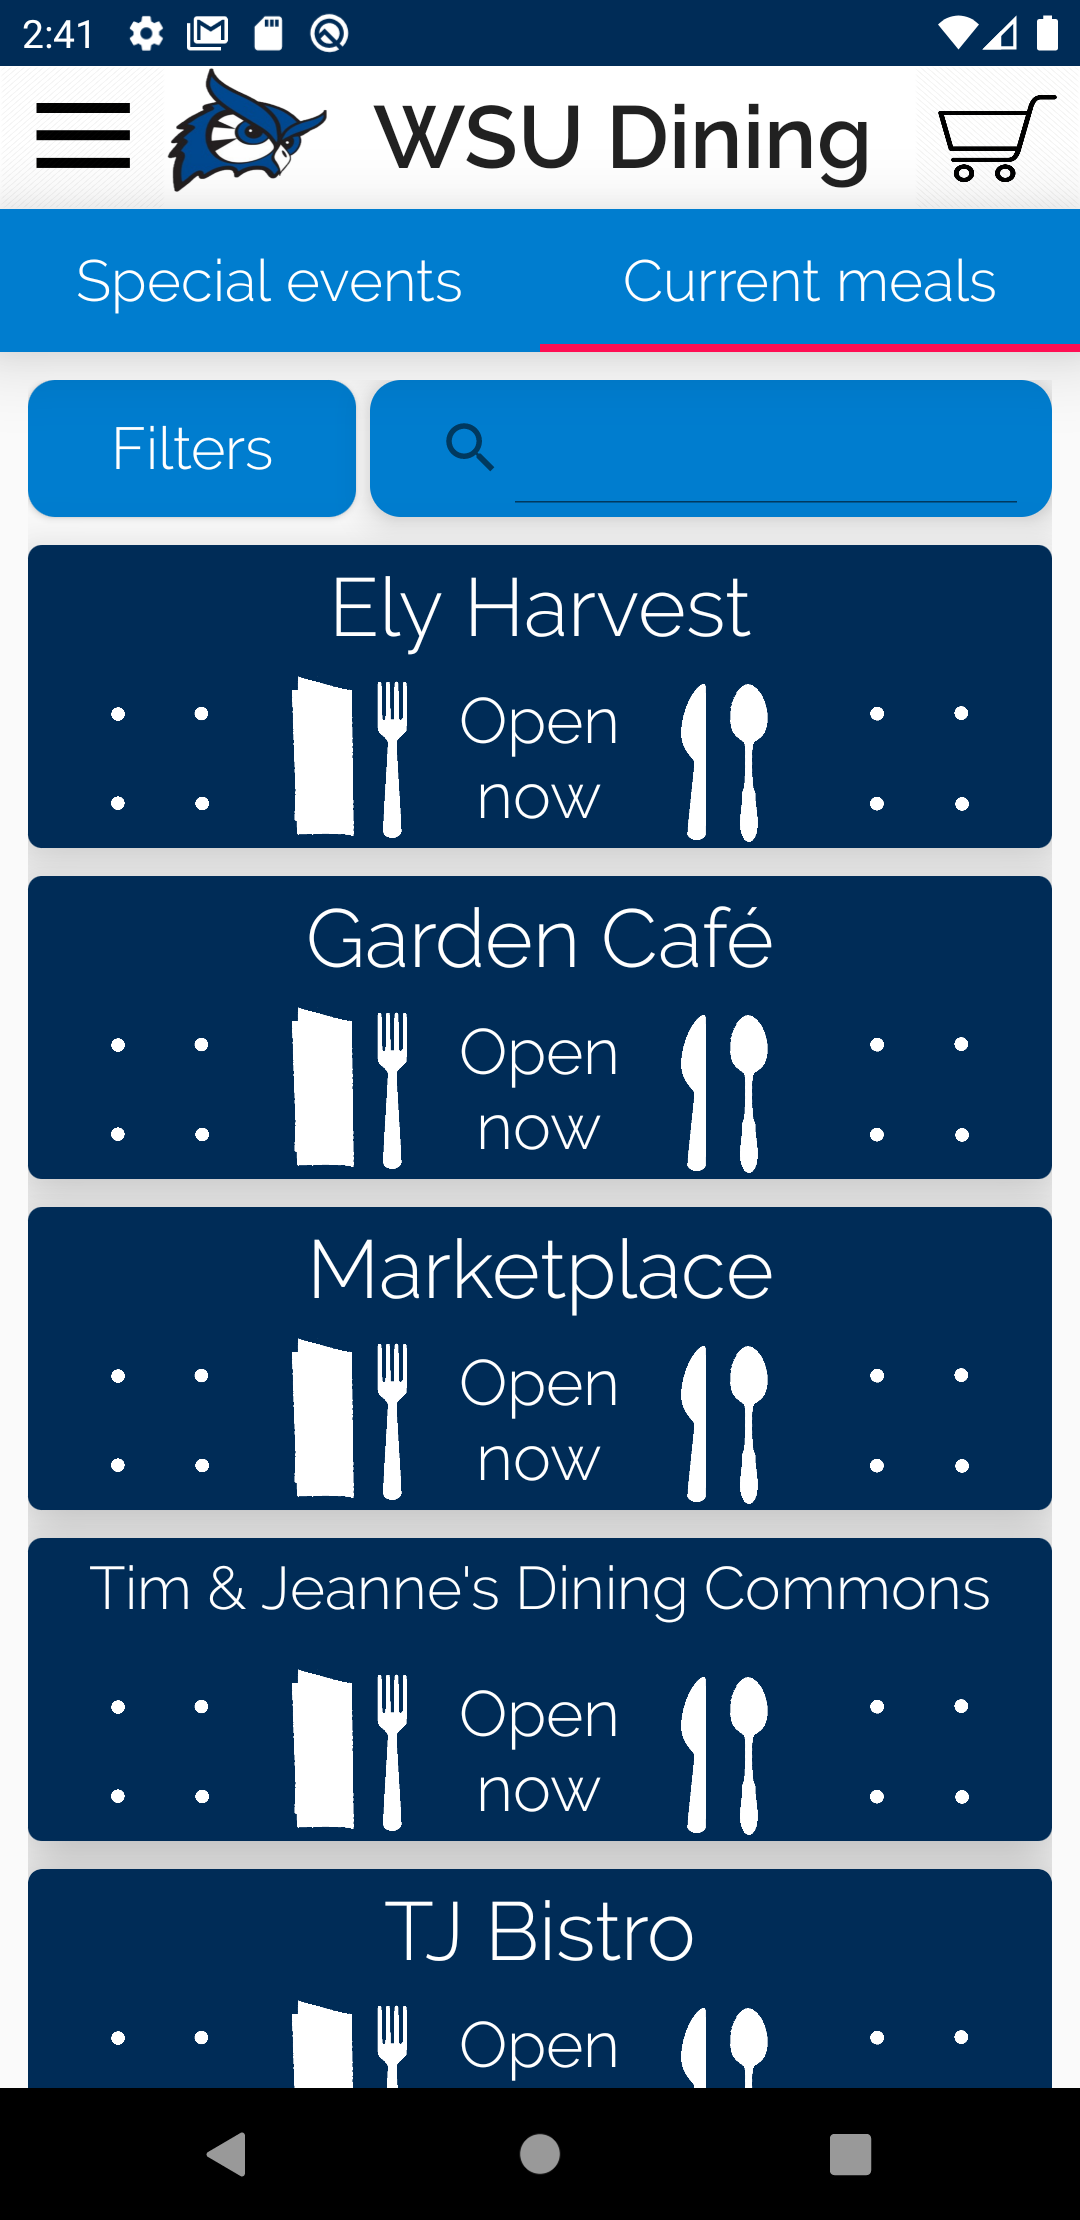 2:41
WSU Dining
Special events
Current meals
Filters
Ely Harvest
Open
now
Garden Café
Open
now
Marketplace
Open
now
Tim & Jeanne's Dining Commons
Open
now
TJ Bistro
Open